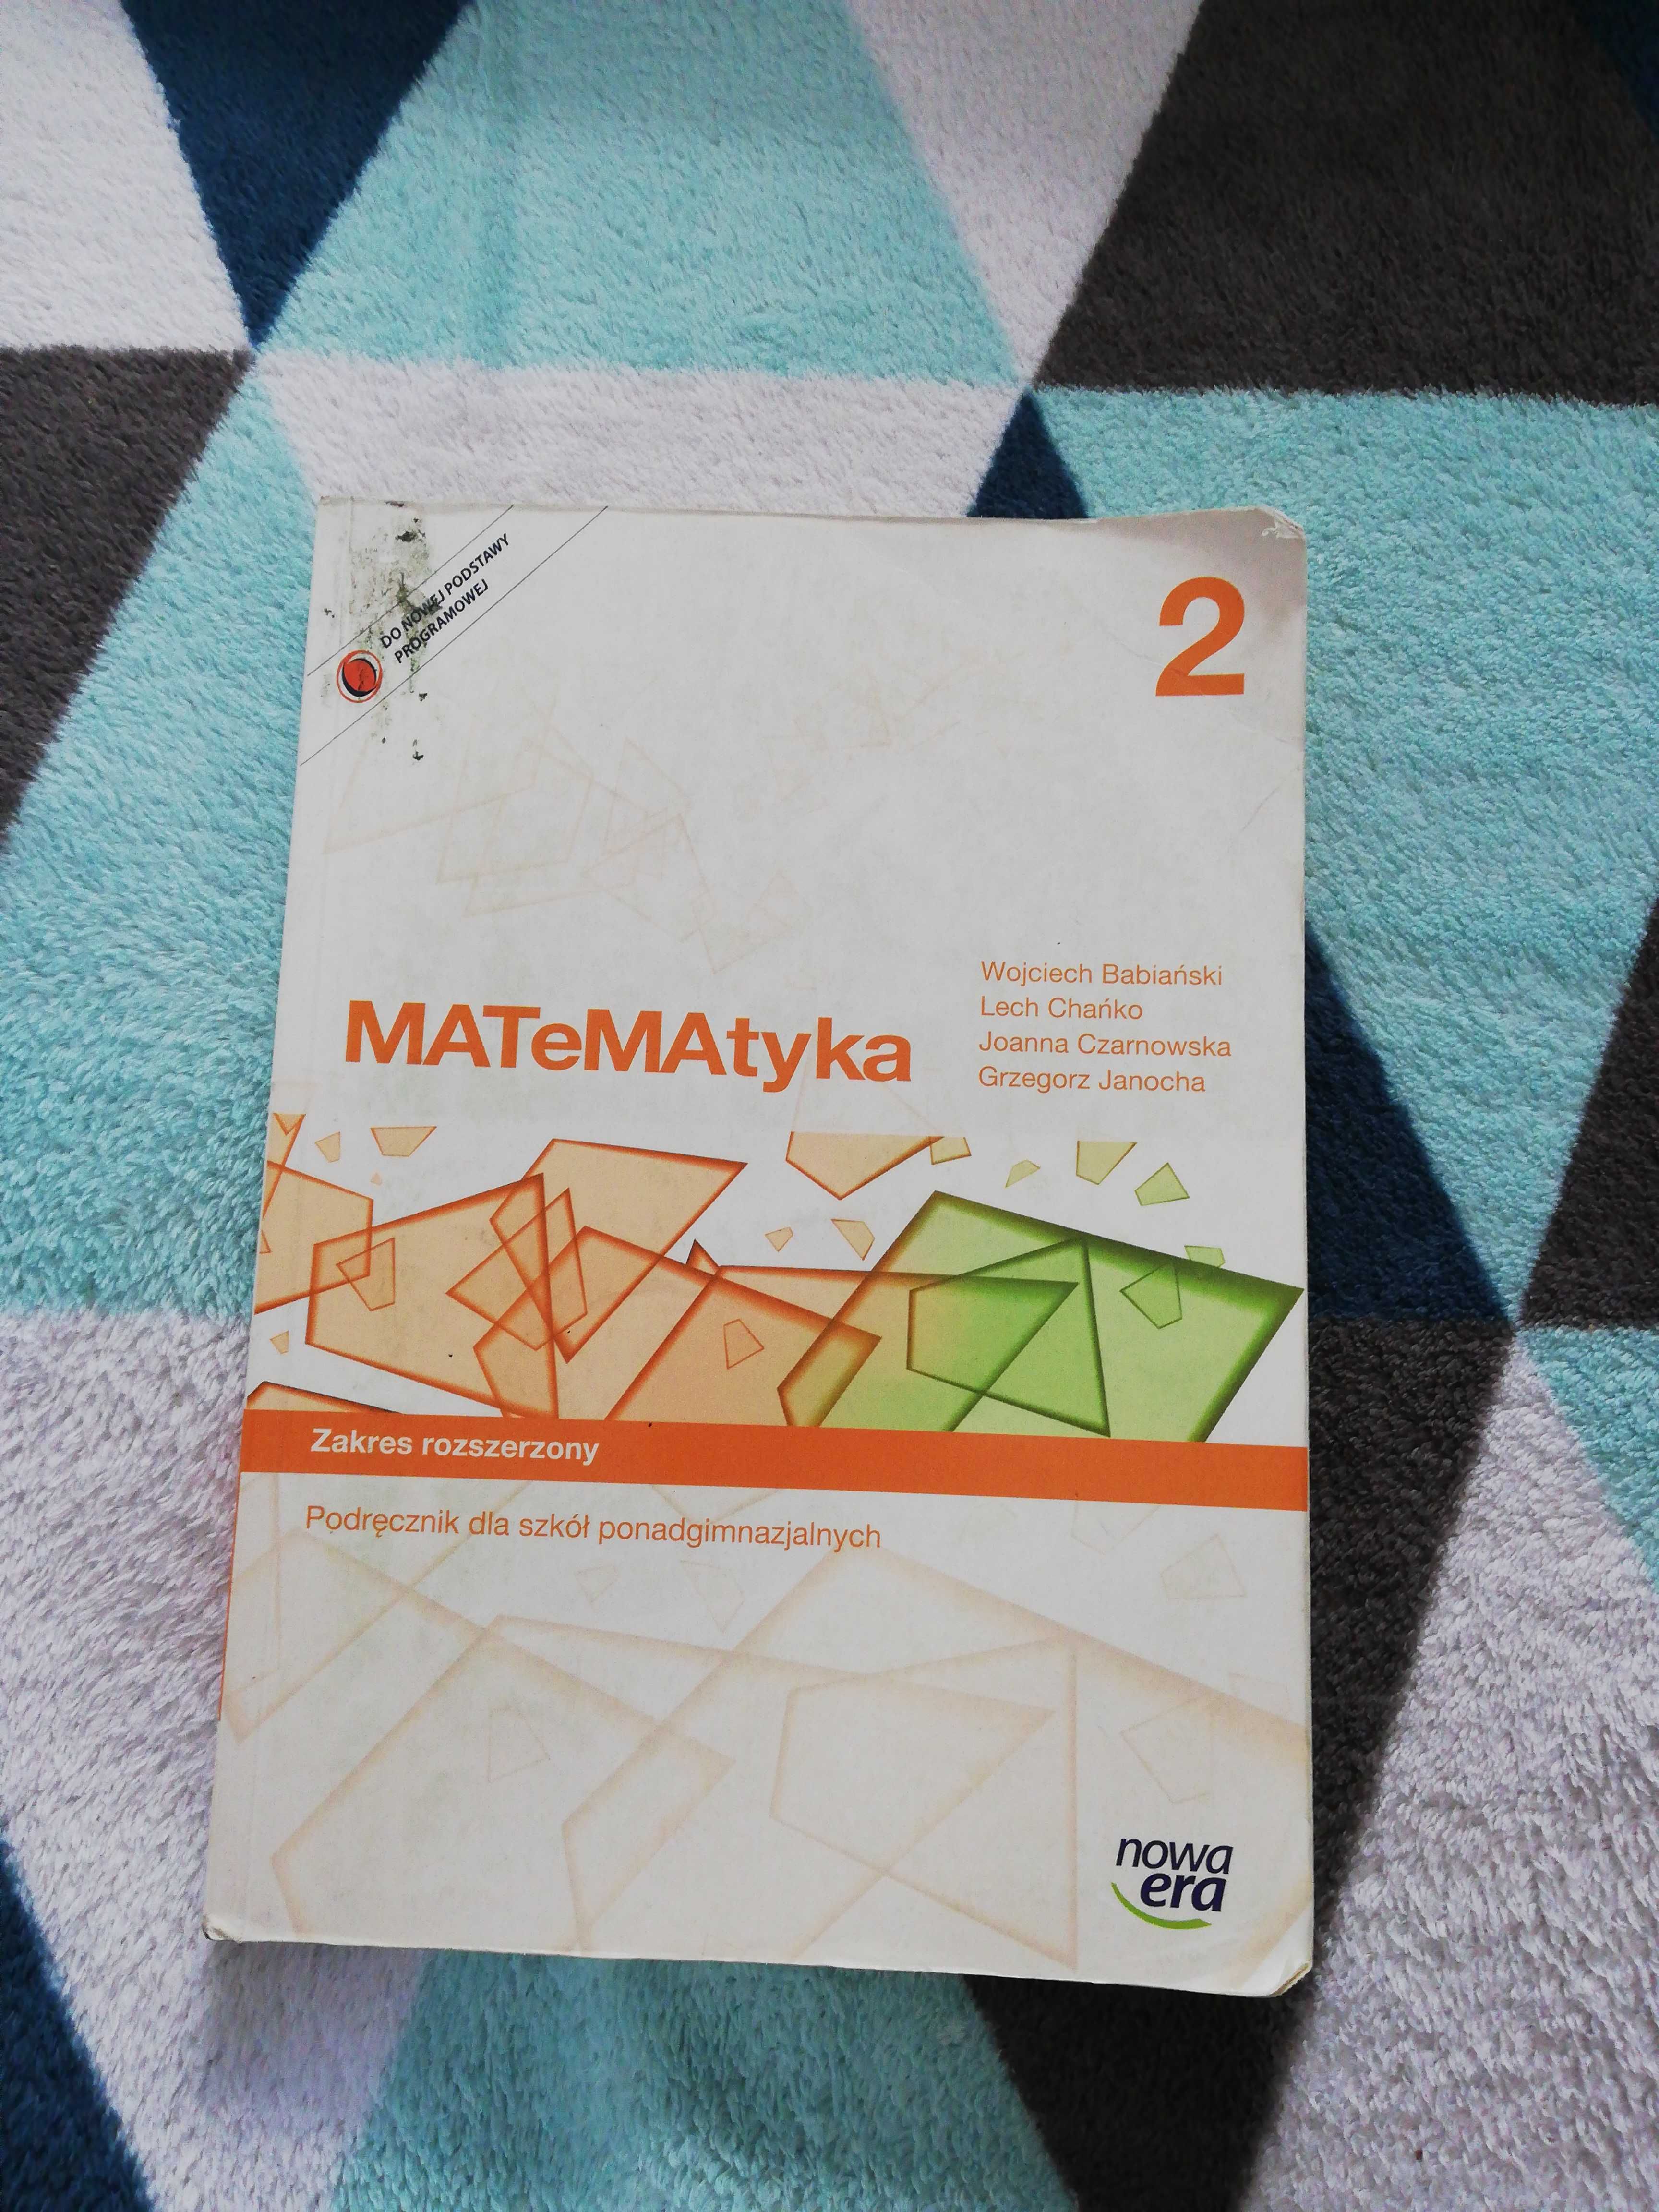 DO NOWEJ PODSTAWY
PROGRAMOWEJ
2
MATeMAtyka
Wojciech Babiański
Lech Chańko
Joanna Czarnowska
Grzegorz Janocha
Zakres rozszerzony
Podręcznik dla szkół ponadgimnazjalnych
nowa
era